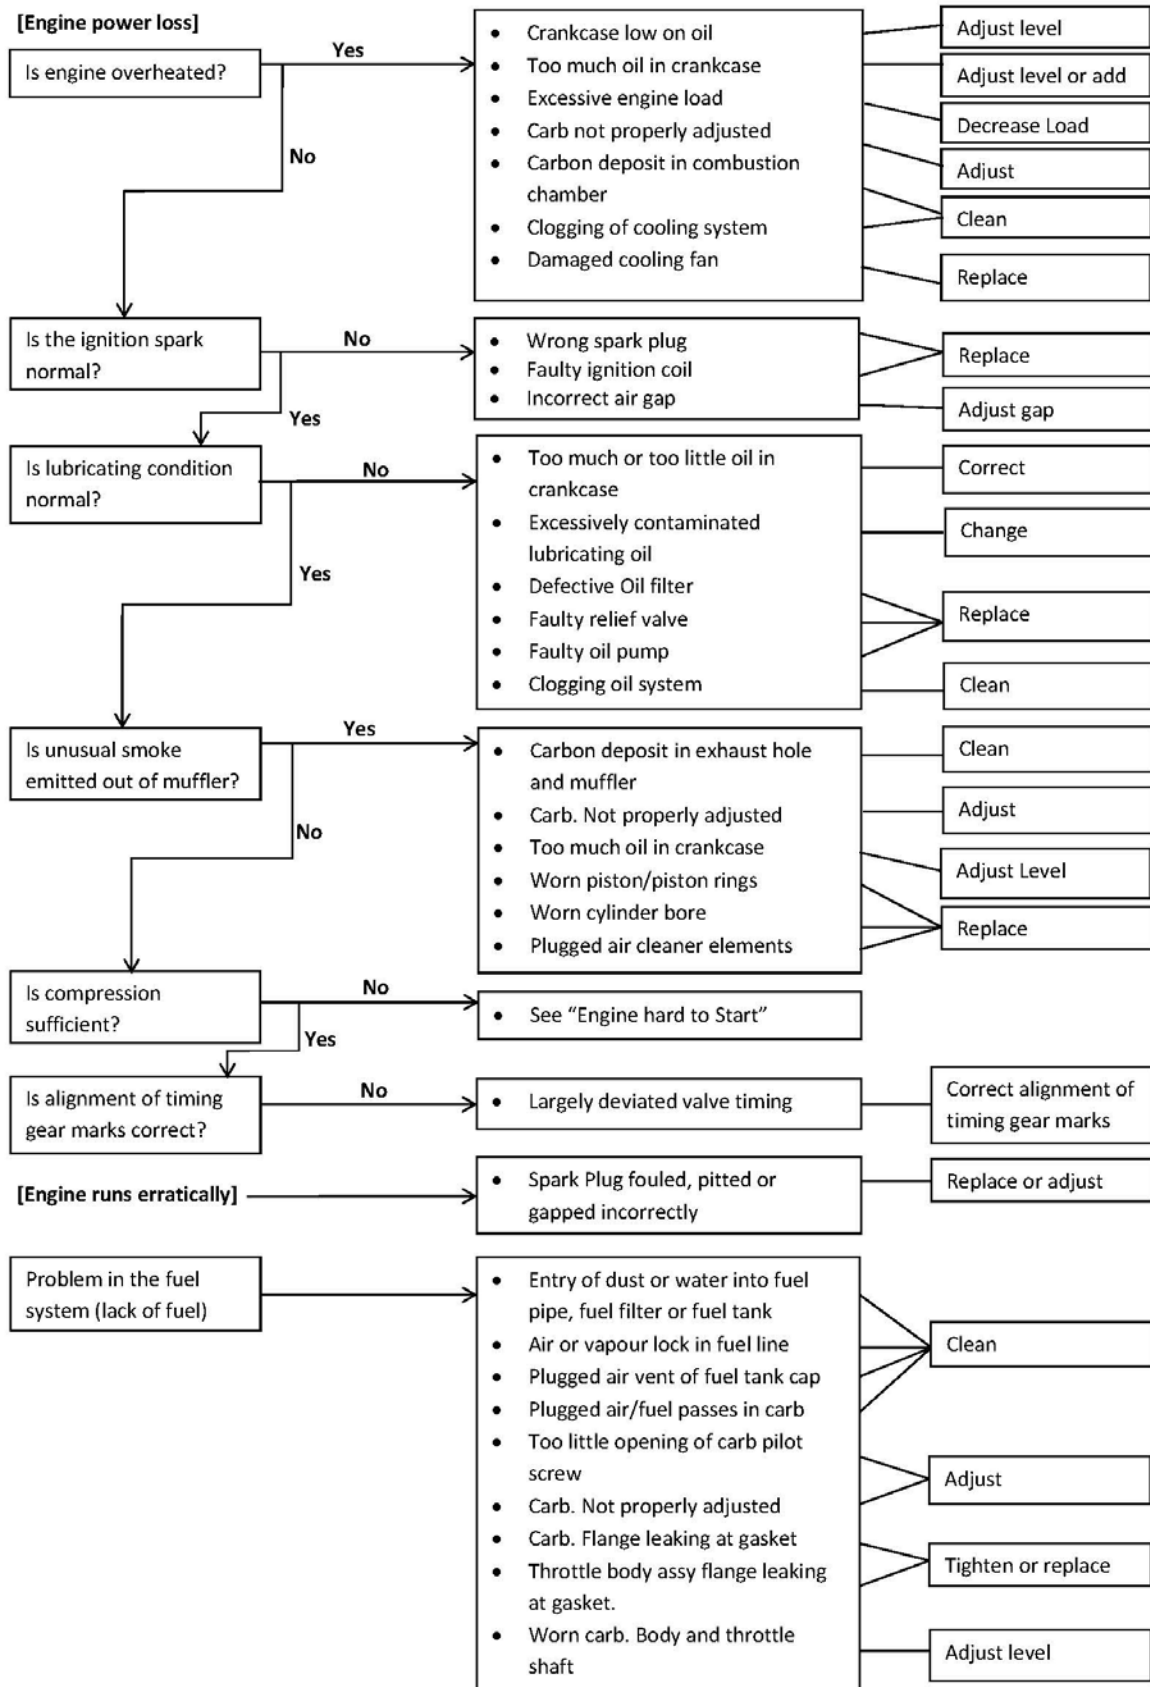 [Engine power loss]
Is engine overheated?
Yes
No
• Crankcase low on oil
• Too much oil in crankcase
• Excessive engine load
• Carb not properly adjusted
• Carbon deposit in combustion
chamber
• Clogging of cooling system
• Damaged cooling fan
Adjust level
Adjust level or add
Decrease Load
Adjust
Clean
Replace
Is the ignition spark
normal?
No
Yes
• Wrong spark plug
• Faulty ignition coil
• Incorrect air gap
Replace
Adjust gap
Is lubricating condition
normal?
No
Yes
• Too much or too little oil in
crankcase
• Excessively contaminated
lubricating oil
• Defective Oil filter
• Faulty relief valve
• Faulty oil pump
• Clogging oil system
Correct
Change
Replace
Clean
Is unusual smoke
emitted out of muffler?
Yes
No
• Carbon deposit in exhaust hole
and muffler
• Carb. Not properly adjusted
• Too much oil in crankcase
• Worn piston/piston rings
• Worn cylinder bore
• Plugged air cleaner elements
Clean
Adjust
Adjust Level
Replace
Is compression
sufficient?
No
Yes
• See “Engine hard to Start”
Is alignment of timing
gear marks correct?
No
• Largely deviated valve timing
Correct alignment of
timing gear marks
[Engine runs erratically]
• Spark Plug fouled, pitted or
gapped incorrectly
Replace or adjust
Problem in the fuel
system (lack of fuel)
• Entry of dust or water into fuel
pipe, fuel filter or fuel tank
• Air or vapour lock in fuel line
• Plugged air vent of fuel tank cap
• Plugged air/fuel passes in carb
• Too little opening of carb pilot
screw
• Carb. Not properly adjusted
• Carb. Flange leaking at gasket
• Throttle body assy flange leaking
at gasket.
• Worn carb. Body and throttle
shaft
Clean
Adjust
Tighten or replace
Adjust level